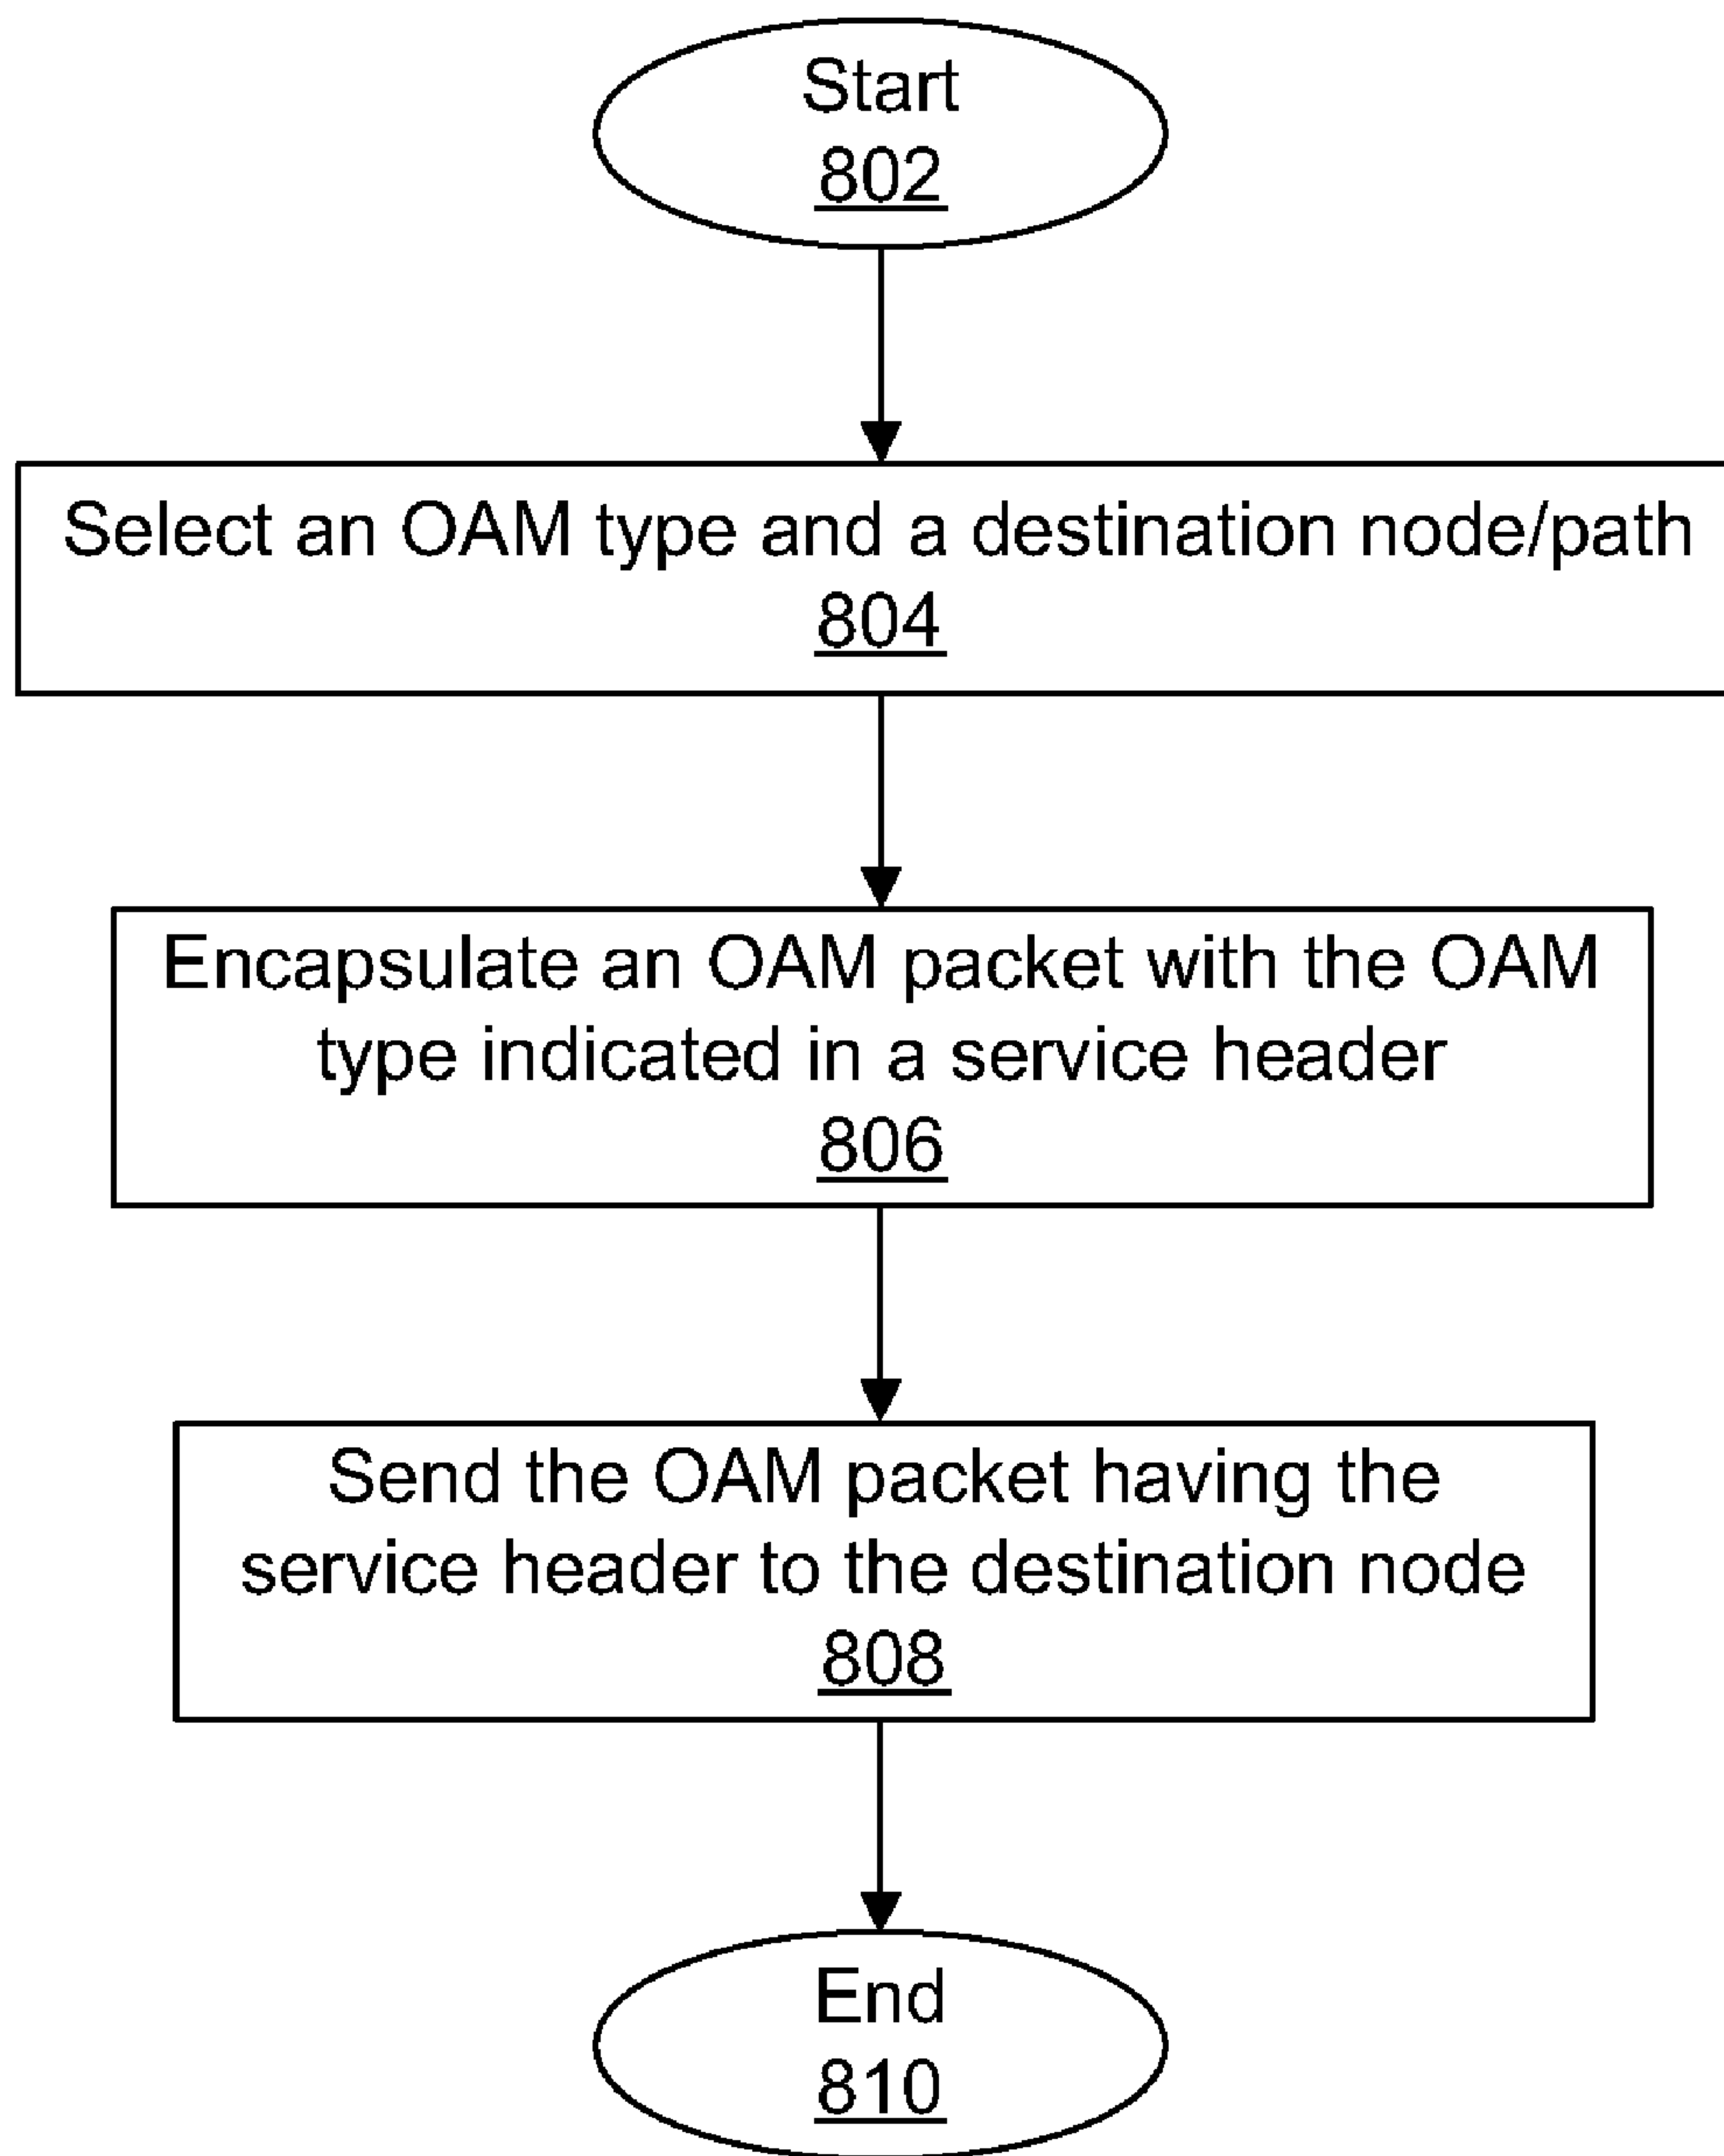 Start
802
Select an OAM type and a destination node/path
804
Encapsulate an OAM packet with the OAM
type indicated in a service header
806
Send the OAM packet having the
service header to the destination node
808
End
810